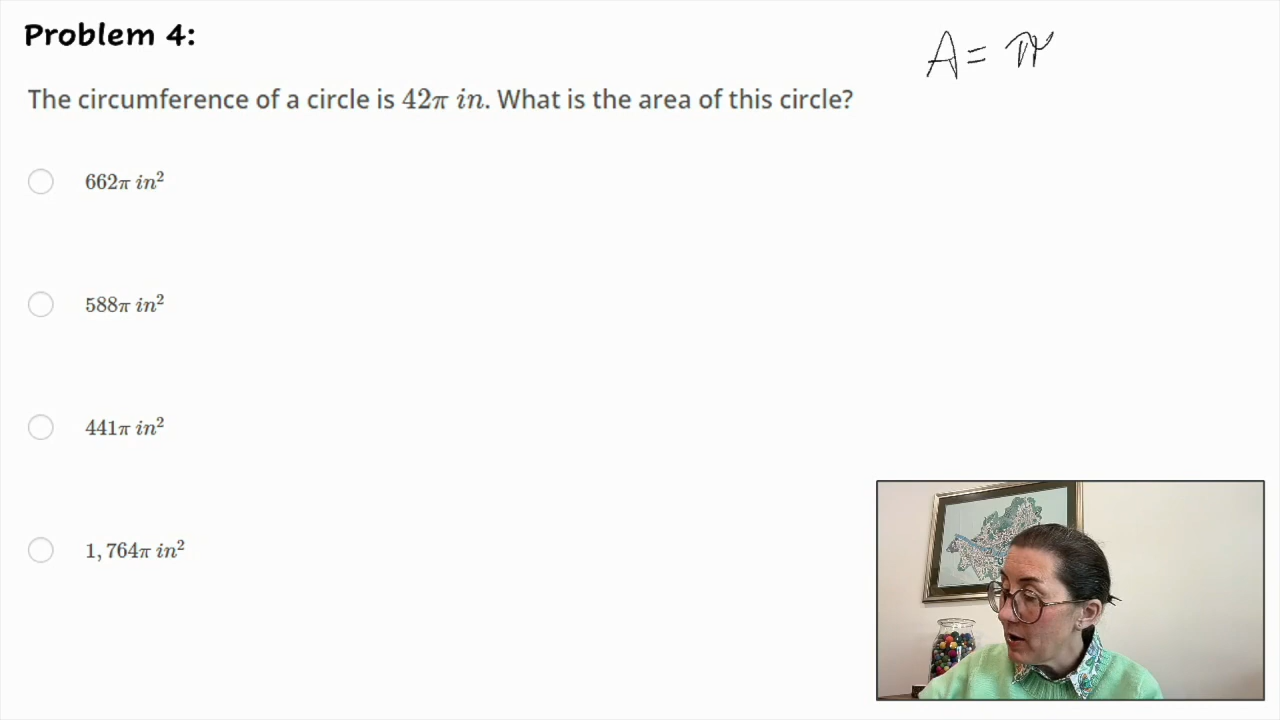 Problem 4:
A = πr
The circumference of a circle is 42π in. What is the area of this circle?
662π in²
588π in²
441π in²
1,764π in²